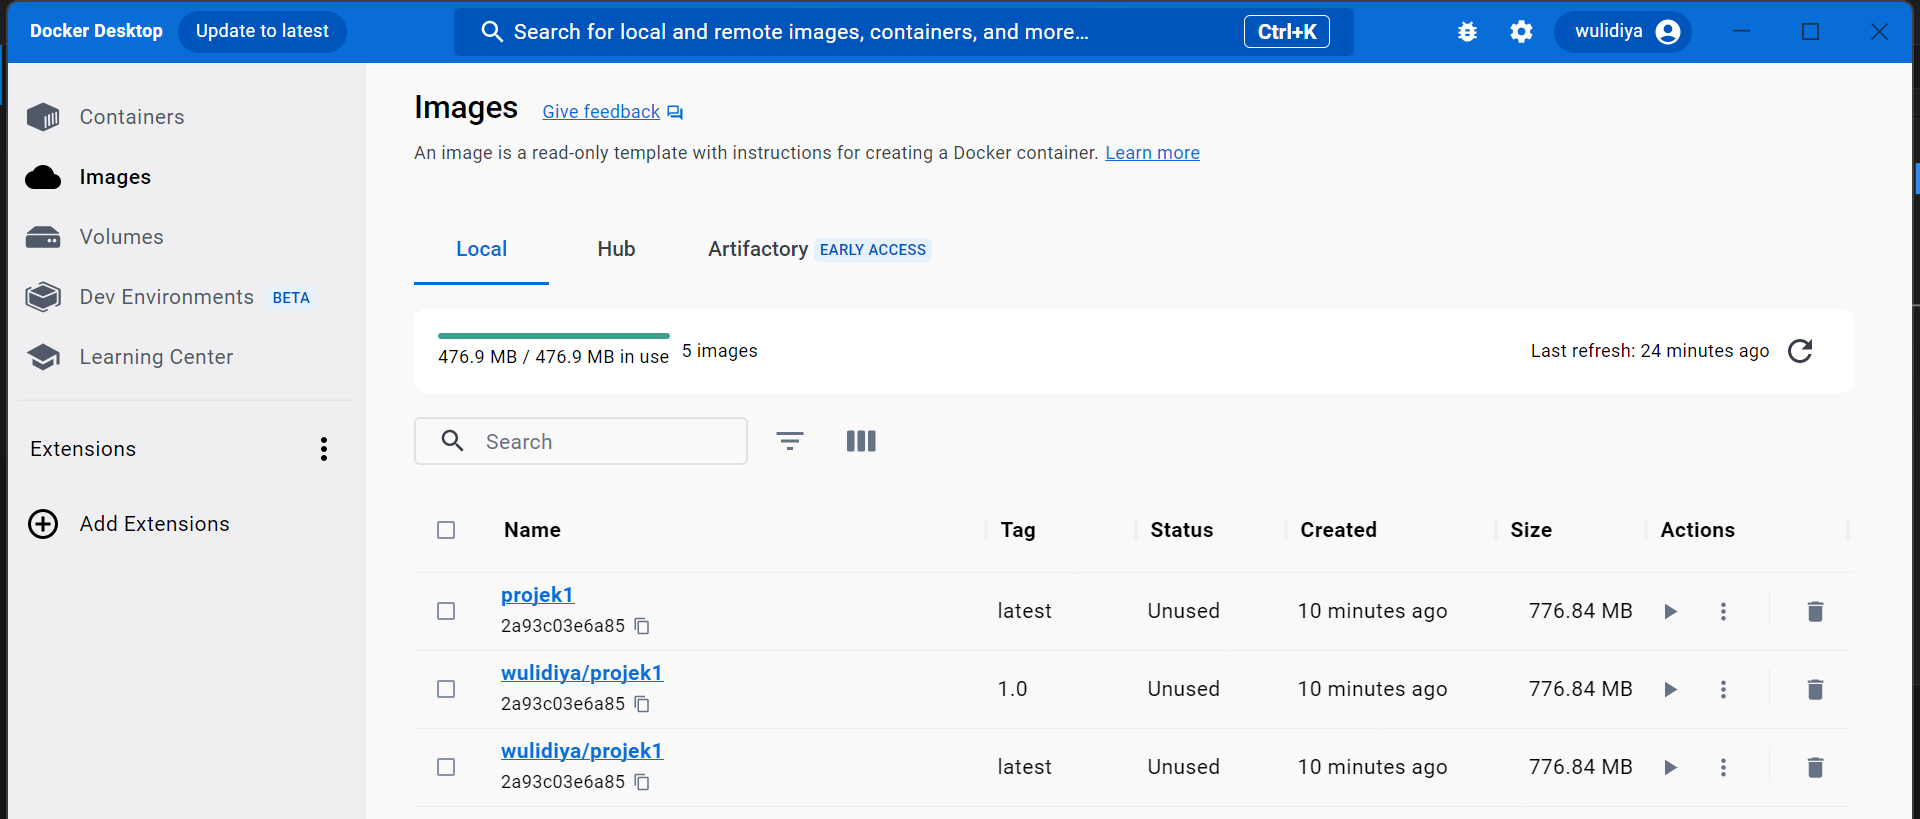 Docker Desktop Update to latest Search for local and remote images, containers, and more... Ctrl+K wulidiya
Containers
Images
Volumes
Dev Environments BETA
Learning Center
Extensions
Add Extensions
Images Give feedback
An image is a read-only template with instructions for creating a Docker container. Learn more
Local Hub Artifactory EARLY ACCESS
476.9 MB / 476.9 MB in use 5 images Last refresh: 24 minutes ago
Search
Name Tag Status Created Size Actions
projek1
2a93c03e6a85 latest Unused 10 minutes ago 776.84 MB
wulidiya/projek1
2a93c03e6a85 1.0 Unused 10 minutes ago 776.84 MB
wulidiya/projek1
2a93c03e6a85 latest Unused 10 minutes ago 776.84 MB